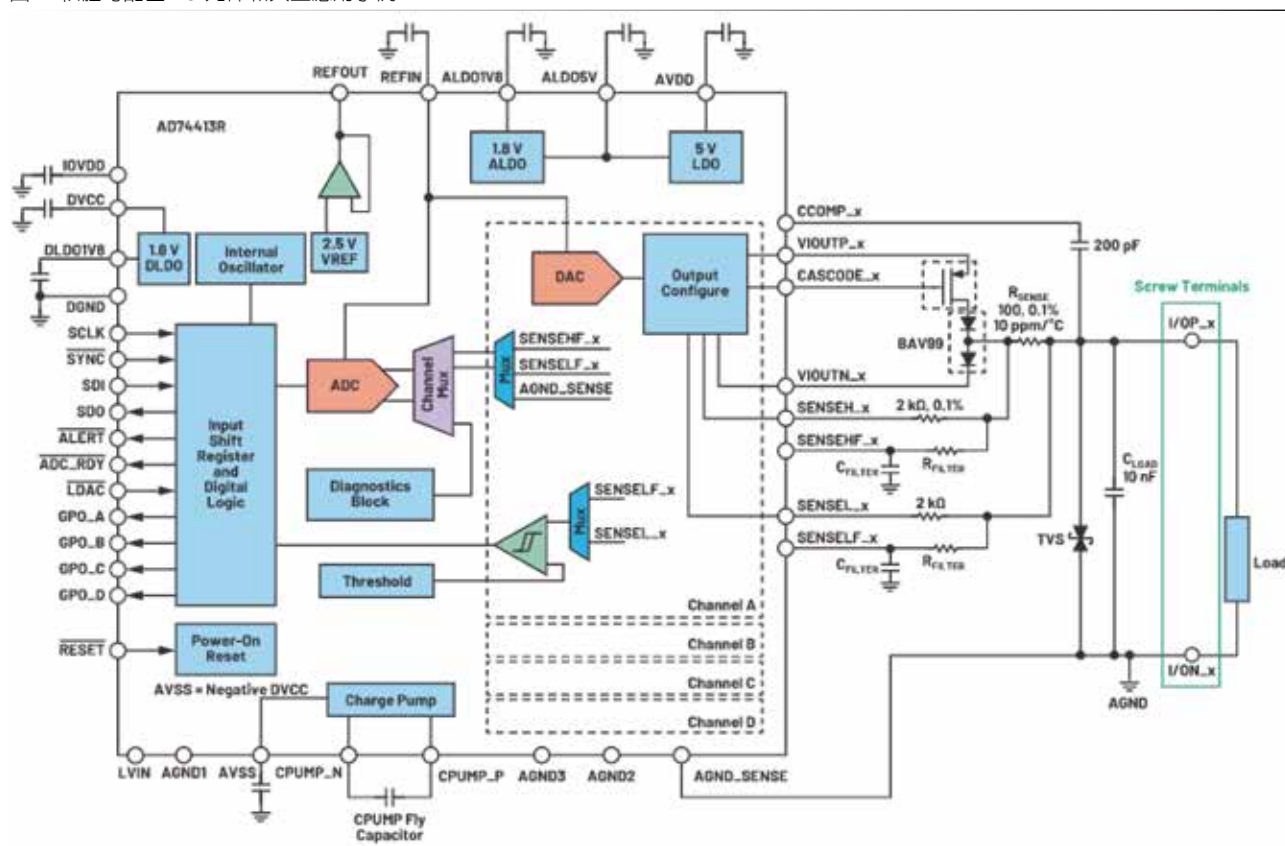 REFOUT
REFIN
ALDO1V8
ALDO5V
AVDD
AD74413R
IOVDD
DVCC
DLDO1V8
DGND
SCLK
SYNC
SDI
SDO
ALERT
ADC_RDY
LDAC
GPO_A
GPO_B
GPO_C
GPO_D
RESET
1.8 V
DLDO
Internal
Oscillator
2.5 V
VREF
1.8 V
ALDO
5 V
LDO
Input
Shift
Register
and
Digital
Logic
ADC
Channel
Mux
Mux
SENSEHF_x
SENSELF_x
AGND_SENSE
DAC
Output
Configure
Diagnostics
Block
Threshold
Mux
SENSELF_x
SENSEL_x
Power-On
Reset
AVSS = Negative DVCC
Charge Pump
Channel A
Channel B
Channel C
Channel D
CCOMP_x
VIOUTP_x
CASCODE_x
VIOUTN_x
SENSEH_x
SENSEHF_x
SENSEL_x
SENSELF_x
200 pF
RSENSE
100, 0.1%
10 ppm/°C
BAV99
2 kΩ, 0.1%
CFILTER
RFILTER
2 kΩ
CFILTER
RFILTER
CLOAD
10 nF
TVS
Screw Terminals
I/OP_x
Load
I/ON_x
AGND
LVIN
AGND1
AVSS
CPUMP_N
CPUMP_P
AGND3
AGND2
AGND_SENSE
CPUMP Fly
Capacitor